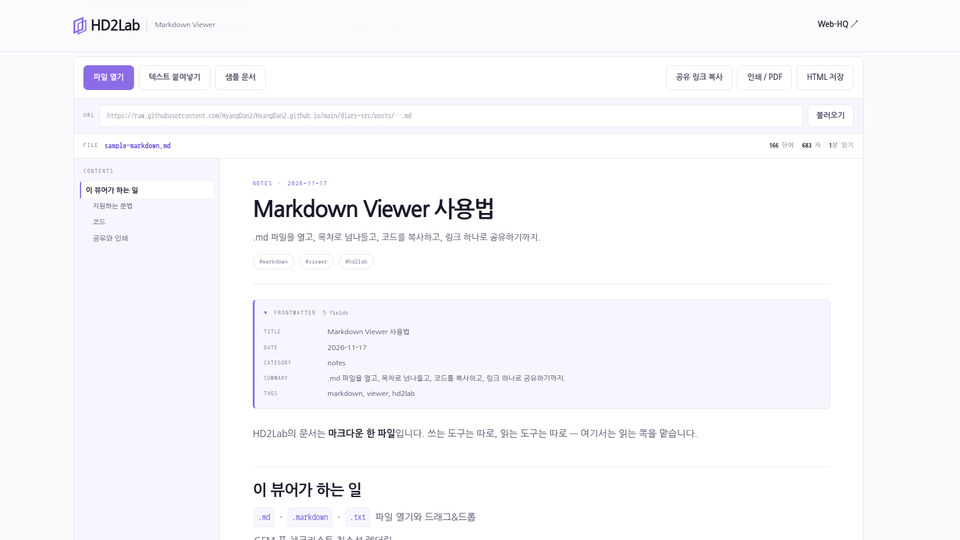 HD2Lab
Markdown Viewer
Web-HQ ↗
파일 열기
텍스트 붙여넣기
샘플 문서
공유 링크 복사
인쇄 / PDF
HTML 저장
URL
https://raw.githubusercontent.com/HyangDan2/HyangDan2.github.io/main/diary-src/posts/….md
불러오기
FILE sample-markdown.md
166 단어 683 자 1분 읽기
CONTENTS
이 뷰어가 하는 일
지원하는 문법
코드
공유와 인쇄
NOTES · 2026-11-17
Markdown Viewer 사용법
.md 파일을 열고, 목차로 넘나들고, 코드를 복사하고, 링크 하나로 공유하기까지.
#markdown #viewer #hd2lab
▼ FRONTMATTER 5 fields
TITLE Markdown Viewer 사용법
DATE 2026-11-17
CATEGORY notes
SUMMARY .md 파일을 열고, 목차로 넘나들고, 코드를 복사하고, 링크 하나로 공유하기까지.
TAGS markdown, viewer, hd2lab
HD2Lab의 문서는 마크다운 한 파일입니다. 쓰는 도구는 따로, 읽는 도구는 따로 — 여기서는 읽는 쪽을 맡습니다.
이 뷰어가 하는 일
.md · .markdown · .txt 파일 열기와 드래그&드롭